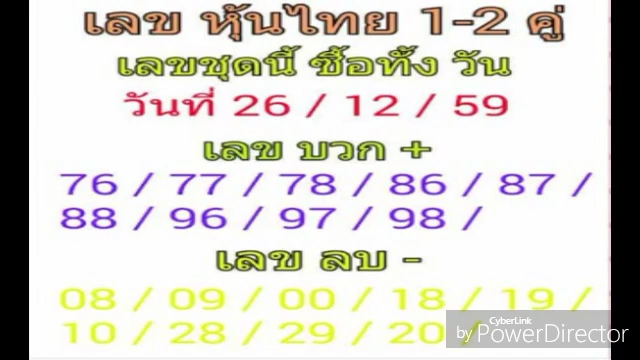 เลข หุ้นไทย 1-2 คู่
เลขชุดนี้ ซื้อทั้ง วัน
วันที่ 26 / 12 / 59
เลข บวก +
76 / 77 / 78 / 86 / 87 /
88 / 96 / 97 / 98 /
เลข ลบ -
08 / 09 / 00 / 18 / 19 /
10 / 28 / 29 / 20 /
CyberLink
by PowerDirector